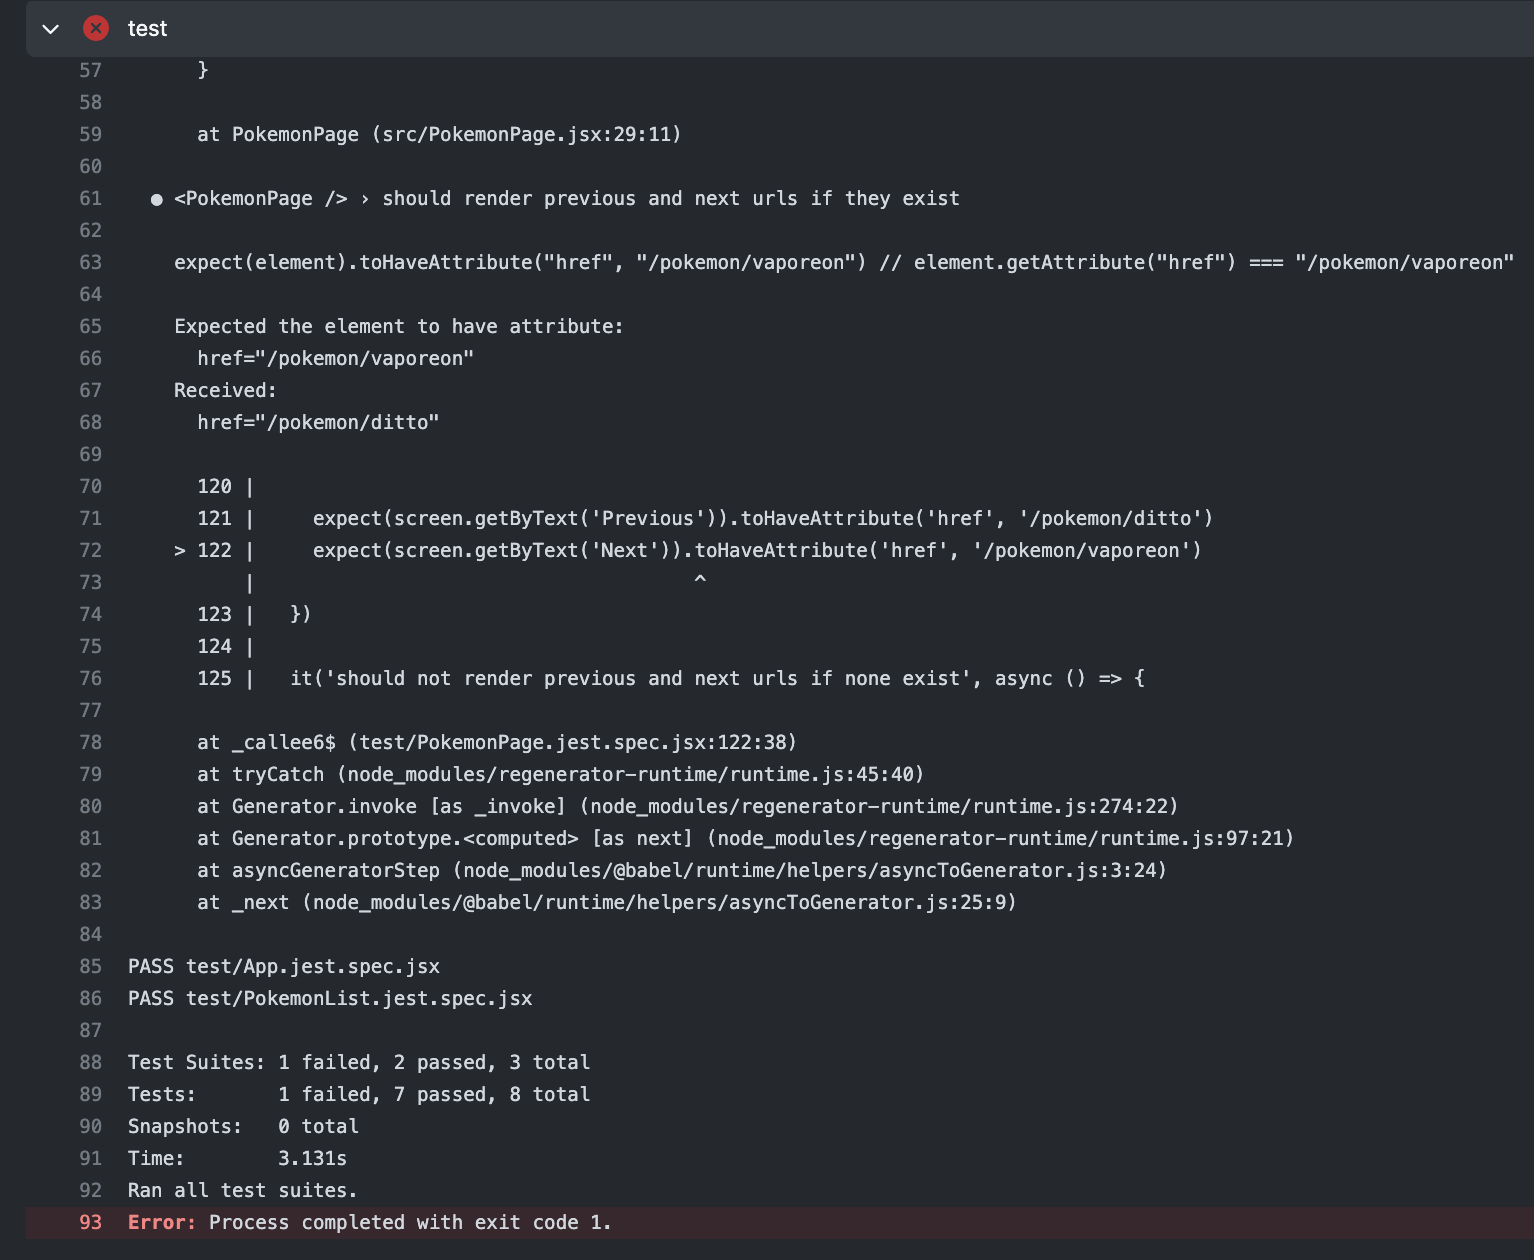 test
57 }
58
59 at PokemonPage (src/PokemonPage.jsx:29:11)
60
61 ● <PokemonPage /> › should render previous and next urls if they exist
62
63 expect(element).toHaveAttribute("href", "/pokemon/vaporeon") // element.getAttribute("href") === "/pokemon/vaporeon"
64
65 Expected the element to have attribute:
66 href="/pokemon/vaporeon"
67 Received:
68 href="/pokemon/ditto"
69
70 120 |
71 121 | expect(screen.getByText('Previous')).toHaveAttribute('href', '/pokemon/ditto')
72 > 122 | expect(screen.getByText('Next')).toHaveAttribute('href', '/pokemon/vaporeon')
73 | ^
74 123 | })
75 124 |
76 125 | it('should not render previous and next urls if none exist', async () => {
77
78 at _callee6$ (test/PokemonPage.jest.spec.jsx:122:38)
79 at tryCatch (node_modules/regenerator-runtime/runtime.js:45:40)
80 at Generator.invoke [as _invoke] (node_modules/regenerator-runtime/runtime.js:274:22)
81 at Generator.prototype.<computed> [as next] (node_modules/regenerator-runtime/runtime.js:97:21)
82 at asyncGeneratorStep (node_modules/@babel/runtime/helpers/asyncToGenerator.js:3:24)
83 at _next (node_modules/@babel/runtime/helpers/asyncToGenerator.js:25:9)
84
85 PASS test/App.jest.spec.jsx
86 PASS test/PokemonList.jest.spec.jsx
87
88 Test Suites: 1 failed, 2 passed, 3 total
89 Tests: 1 failed, 7 passed, 8 total
90 Snapshots: 0 total
91 Time: 3.131s
92 Ran all test suites.
93 Error: Process completed with exit code 1.